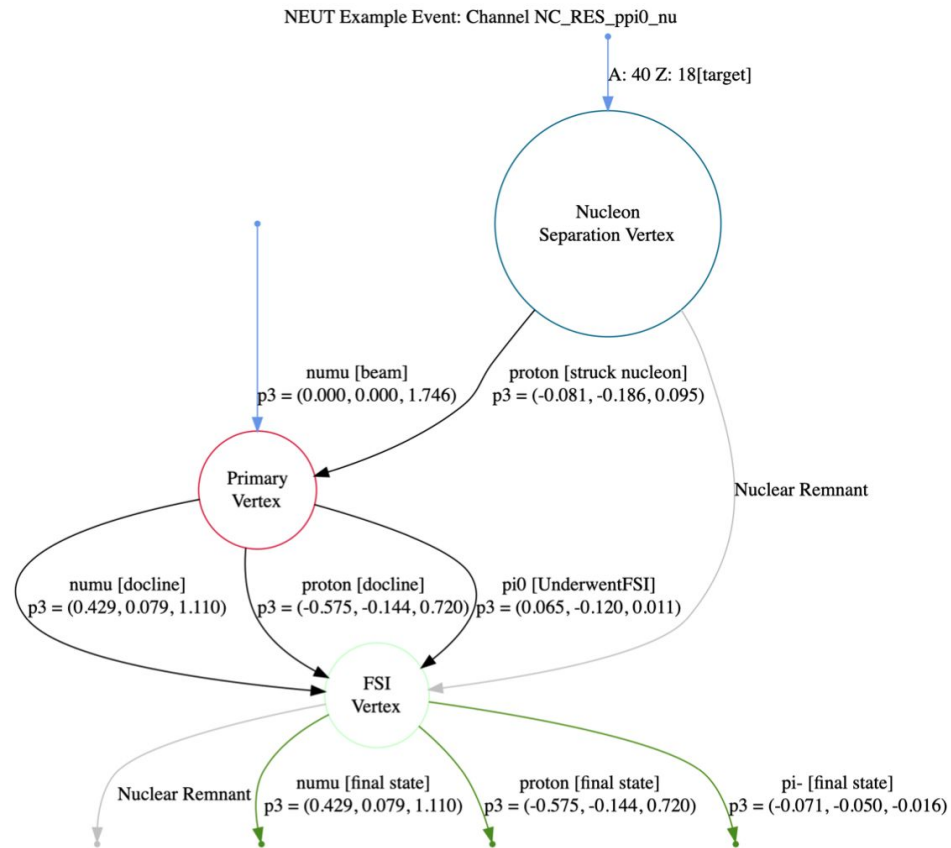 NEUT Example Event: Channel NC_RES_ppi0_nu
A: 40 Z: 18[target]
Nucleon
Separation Vertex
numu [beam]
p3 = (0.000, 0.000, 1.746)
proton [struck nucleon]
p3 = (-0.081, -0.186, 0.095)
Primary
Vertex
Nuclear Remnant
numu [docline]
p3 = (0.429, 0.079, 1.110)
proton [docline]
p3 = (-0.575, -0.144, 0.720)
pi0 [UnderwentFSI]
p3 = (0.065, -0.120, 0.011)
FSI
Vertex
Nuclear Remnant
numu [final state]
p3 = (0.429, 0.079, 1.110)
proton [final state]
p3 = (-0.575, -0.144, 0.720)
pi- [final state]
p3 = (-0.071, -0.050, -0.016)